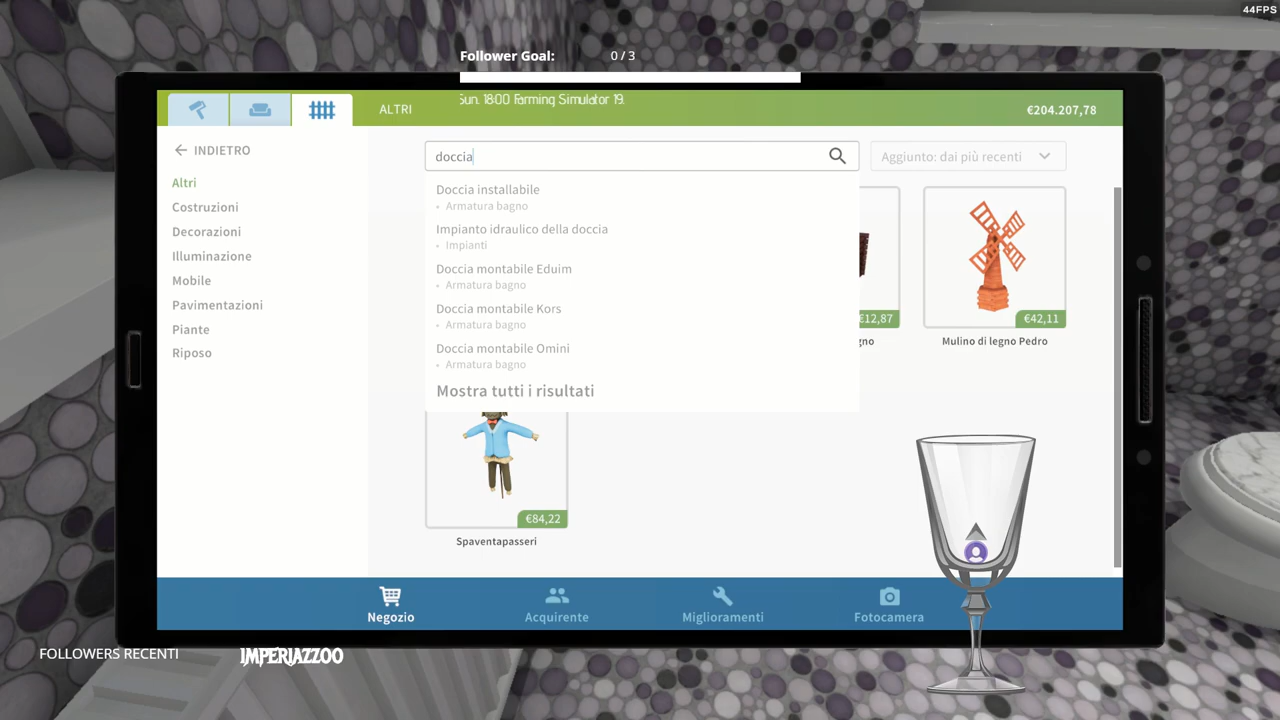 44FPS
Follower Goal:
0 / 3
Sun. 18:00 Farming Simulator 19.
ALTRI
€204.207,78
INDIETRO
Altri
Costruzioni
Decorazioni
Illuminazione
Mobile
Pavimentazioni
Piante
Riposo
doccia
Aggiunto: dai più recenti
Doccia installabile
• Armatura bagno
Impianto idraulico della doccia
• Impianti
Doccia montabile Eduim
• Armatura bagno
Doccia montabile Kors
• Armatura bagno
Doccia montabile Omini
• Armatura bagno
Mostra tutti i risultati
€12,87
gno
€42,11
Mulino di legno Pedro
€84,22
Spaventapasseri
Negozio
Acquirente
Miglioramenti
Fotocamera
FOLLOWERS RECENTI
IMPERIAZZOO